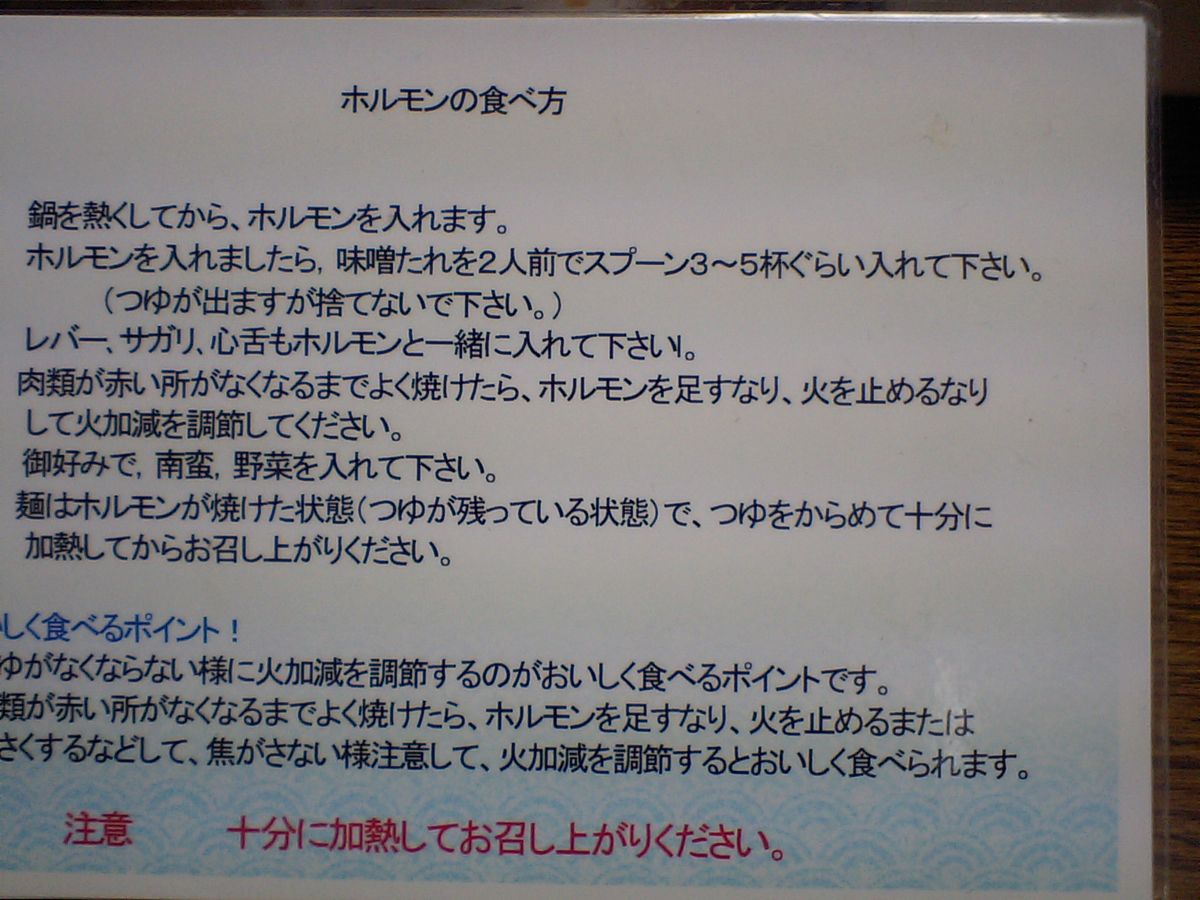 ホルモンの食べ方
鍋を熱くしてから、ホルモンを入れます。
ホルモンを入れましたら，味噌たれを２人前でスプーン３～５杯ぐらい入れて下さい。
（つゆが出ますが捨てないで下さい。）
レバー、サガリ、心舌もホルモンと一緒に入れて下さい。
肉類が赤い所がなくなるまでよく焼けたら、ホルモンを足すなり、火を止めるなり
して火加減を調節してください。
御好みで，南蛮，野菜を入れて下さい。
麺はホルモンが焼けた状態（つゆが残っている状態）で、つゆをからめて十分に
加熱してからお召し上がりください。
しく食べるポイント！
ゆがなくならない様に火加減を調節するのがおいしく食べるポイントです。
類が赤い所がなくなるまでよく焼けたら、ホルモンを足すなり、火を止めるまたは
さくするなどして、焦がさない様注意して、火加減を調節するとおいしく食べられます。
注意　　十分に加熱してお召し上がりください。